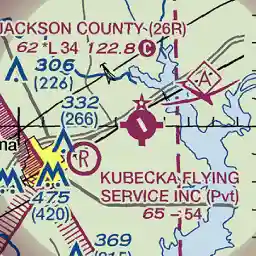 JACKSON COUNTY (26R)
62 *L 34 122.8 C
306
(226)
A
332
(266)
R
KUBECKA FLYING
SERVICE INC (Pvt)
65 - 54
475
(420)
369